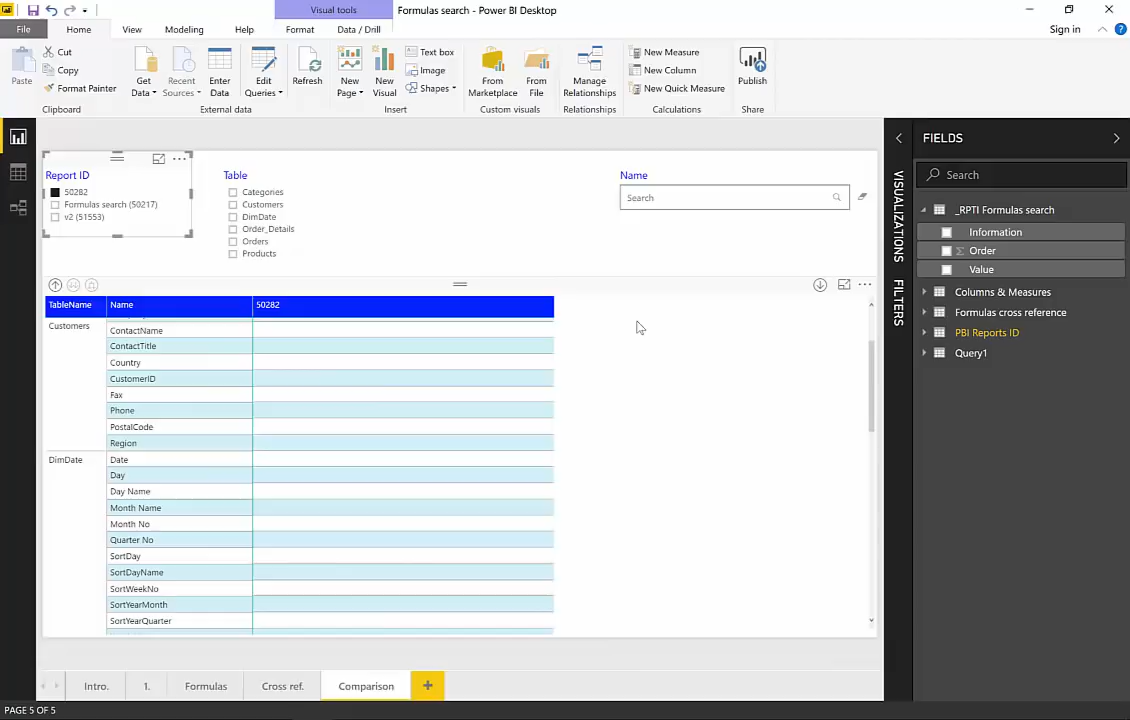 Visual tools
Formulas search - Power BI Desktop
File
Home
View
Modeling
Help
Format
Data / Drill
Sign in
Paste
Cut
Copy
Format Painter
Clipboard
Get Data
Recent Sources
Enter Data
Edit Queries
External data
Refresh
New Page
New Visual
Text box
Image
Shapes
Insert
From Marketplace
From File
Custom visuals
Manage Relationships
Relationships
New Measure
New Column
New Quick Measure
Calculations
Publish
Share
Report ID
50282
Formulas search (50217)
v2 (51553)
Table
Categories
Customers
DimDate
Order_Details
Orders
Products
Name
Search
TableName Name 50282
Customers
ContactName
ContactTitle
Country
CustomerID
Fax
Phone
PostalCode
Region
DimDate Date
Day
Day Name
Month Name
Month No
Quarter No
SortDay
SortDayName
SortWeekNo
SortYearMonth
SortYearQuarter
VISUALIZATIONS
FILTERS
FIELDS
Search
_RPTI Formulas search
Information
Order
Value
Columns & Measures
Formulas cross reference
PBI Reports ID
Query1
Intro.
1.
Formulas
Cross ref.
Comparison
PAGE 5 OF 5